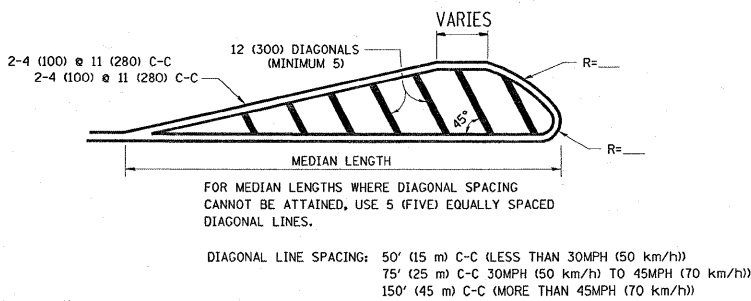 VARIES
12 (300) DIAGONALS
(MINIMUM 5)
2-4 (100) @ 11 (280) C-C
2-4 (100) @ 11 (280) C-C
R=___
45°
R=___
MEDIAN LENGTH
FOR MEDIAN LENGTHS WHERE DIAGONAL SPACING
CANNOT BE ATTAINED, USE 5 (FIVE) EQUALLY SPACED
DIAGONAL LINES.
DIAGONAL LINE SPACING: 50' (15 m) C-C (LESS THAN 30MPH (50 km/h))
75' (25 m) C-C 30MPH (50 km/h) TO 45MPH (70 km/h))
150' (45 m) C-C (MORE THAN 45MPH (70 km/h))